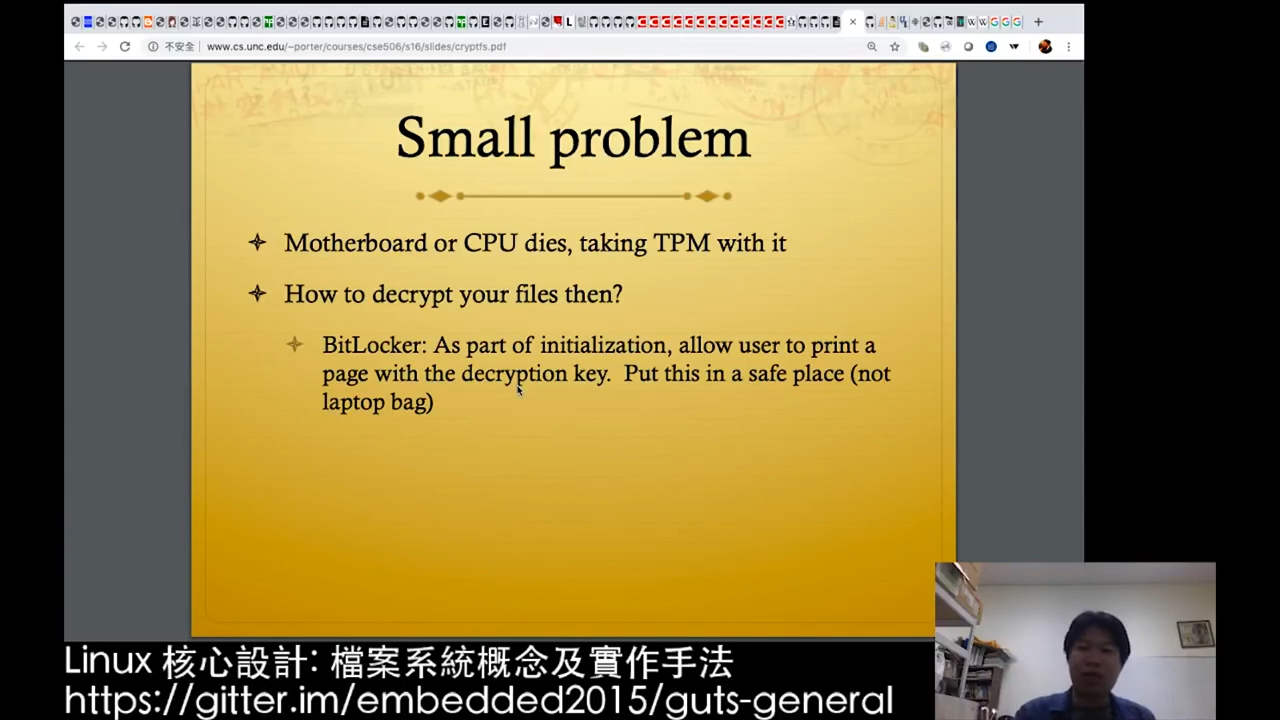 不安全
www.cs.unc.edu/~porter/courses/cse506/s16/slides/cryptfs.pdf
Small problem
Motherboard or CPU dies, taking TPM with it
How to decrypt your files then?
BitLocker: As part of initialization, allow user to print a
page with the decryption key. Put this in a safe place (not
laptop bag)
Linux 核心設計: 檔案系統概念及實作手法
https://gitter.im/embedded2015/guts-general